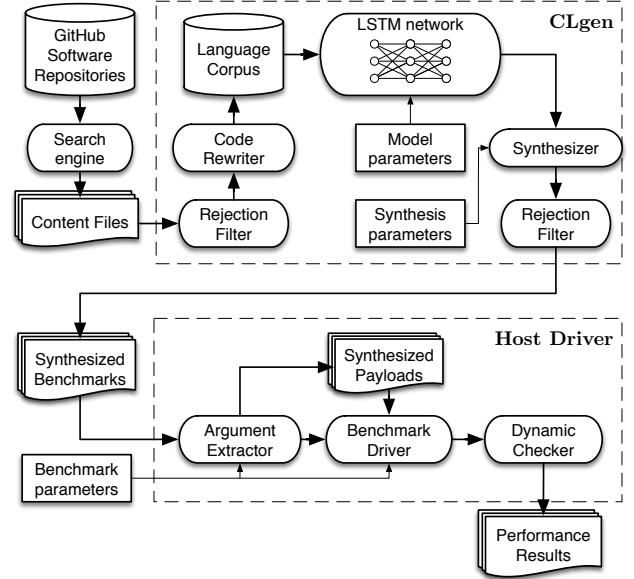 CLgen
GitHub
Software
Repositories
Language
Corpus
LSTM network
Search
engine
Code
Rewriter
Model
parameters
Synthesizer
Content Files
Rejection
Filter
Synthesis
parameters
Rejection
Filter
Host Driver
Synthesized
Benchmarks
Synthesized
Payloads
Argument
Extractor
Benchmark
Driver
Dynamic
Checker
Benchmark
parameters
Performance
Results